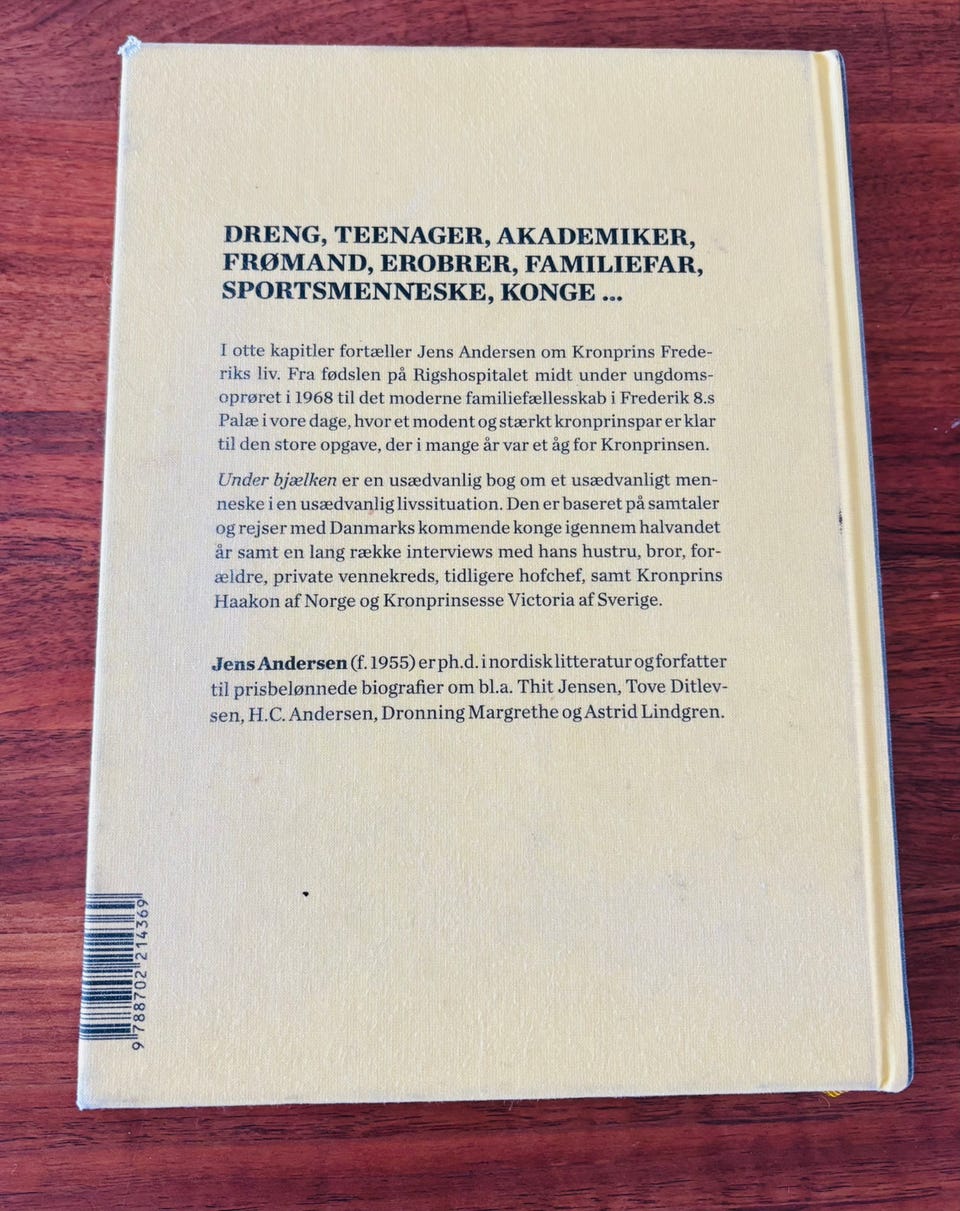 DRENG, TEENAGER, AKADEMIKER,
FRØMAND, EROBRER, FAMILIEFAR,
SPORTSMENNESKE, KONGE ...
I otte kapitler fortæller Jens Andersen om Kronprins Frede-
riks liv. Fra fødslen på Rigshospitalet midt under ungdoms-
oprøret i 1968 til det moderne familiefællesskab i Frederik 8.s
Palæ i vore dage, hvor et modent og stærkt kronprinspar er klar
til den store opgave, der i mange år var et åg for Kronprinsen.
Under bjælken er en usædvanlig bog om et usædvanligt men-
neske i en usædvanlig livssituation. Den er baseret på samtaler
og rejser med Danmarks kommende konge igennem halvandet
år samt en lang række interviews med hans hustru, bror, for-
ældre, private vennekreds, tidligere hofchef, samt Kronprins
Haakon af Norge og Kronprinsesse Victoria af Sverige.
Jens Andersen (f. 1955) er ph.d. i nordisk litteratur og forfatter
til prisbelønnede biografier om bl.a. Thit Jensen, Tove Ditlev-
sen, H.C. Andersen, Dronning Margrethe og Astrid Lindgren.
9 788702 214369